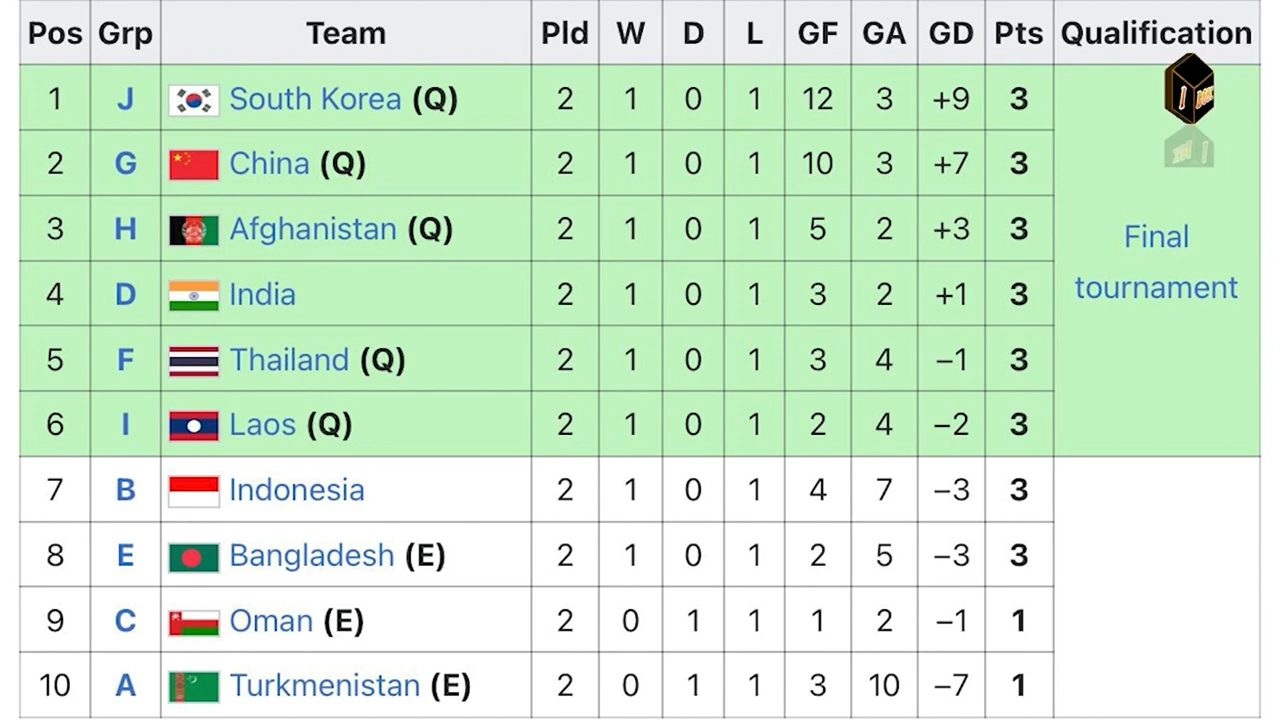 Pos Grp Team Pld W D L GF GA GD Pts Qualification
1 J South Korea (Q) 2 1 0 1 12 3 +9 3
2 G China (Q) 2 1 0 1 10 3 +7 3
3 H Afghanistan (Q) 2 1 0 1 5 2 +3 3
Final
4 D India 2 1 0 1 3 2 +1 3
tournament
5 F Thailand (Q) 2 1 0 1 3 4 −1 3
6 I Laos (Q) 2 1 0 1 2 4 −2 3
7 B Indonesia 2 1 0 1 4 7 −3 3
8 E Bangladesh (E) 2 1 0 1 2 5 −3 3
9 C Oman (E) 2 0 1 1 1 2 −1 1
10 A Turkmenistan (E) 2 0 1 1 3 10 −7 1